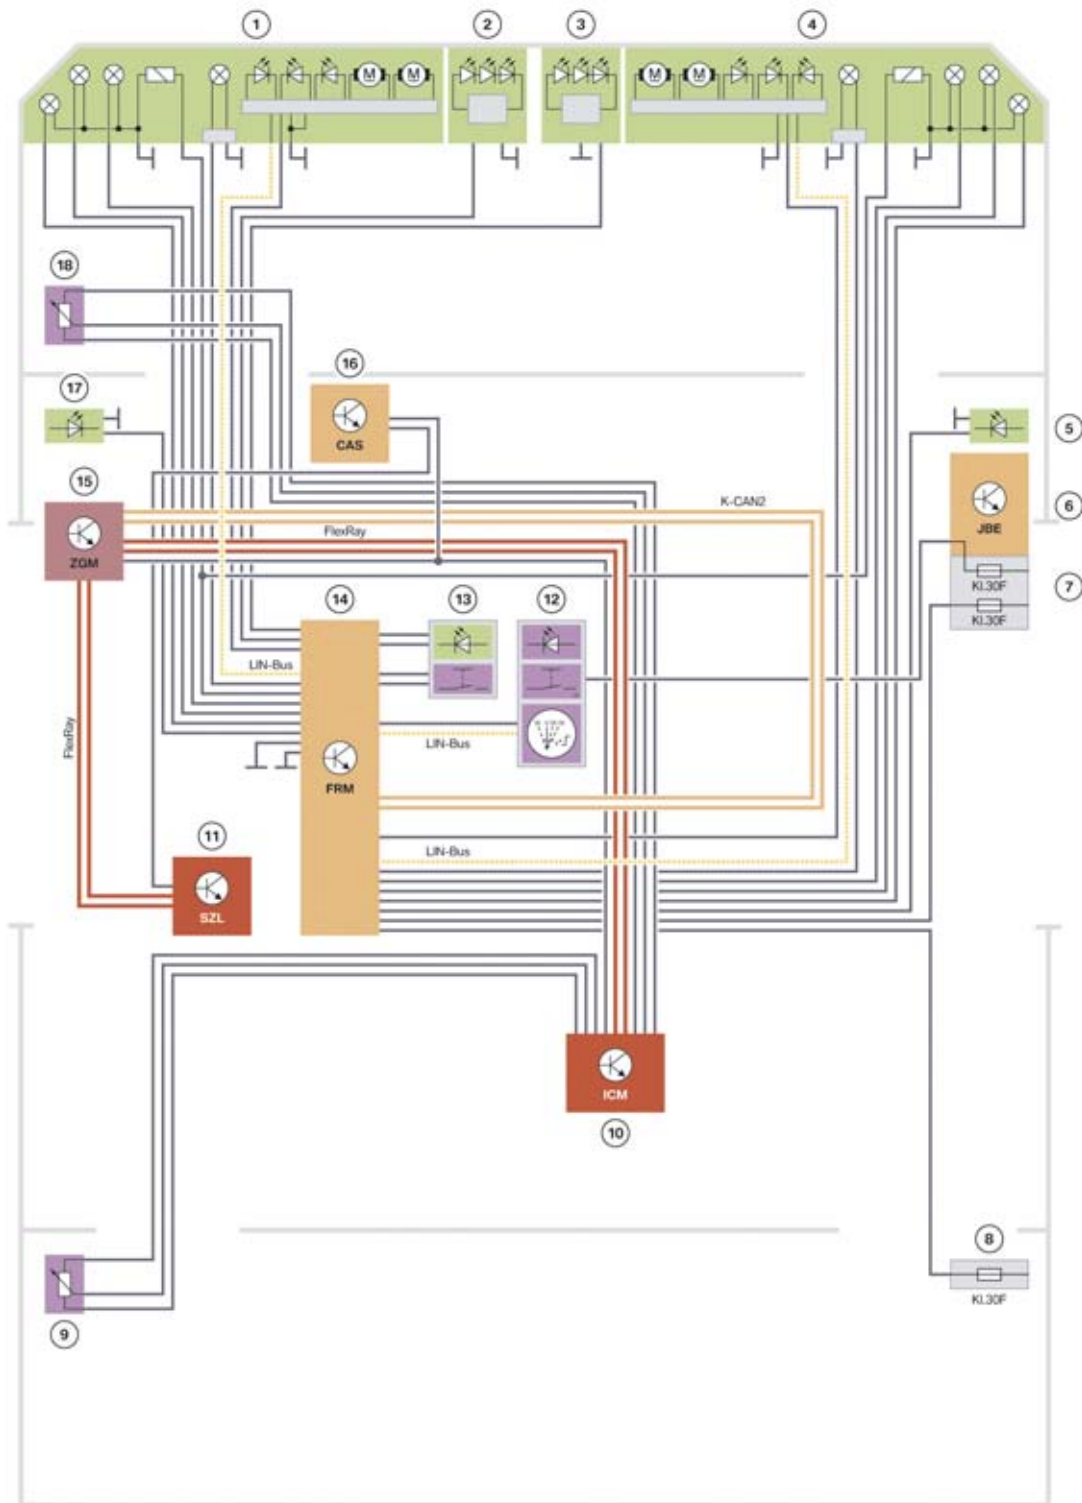 1
2
3
4
M
M
M
M
18
16
17
CAS
5
15
K-CAN2
6
FlexRay
JBE
ZGM
Kl.30F
7
14
13
12
Kl.30F
LIN-Bus
FlexRay
LIN-Bus
FRM
11
LIN-Bus
SZL
ICM
10
8
Kl.30F
9